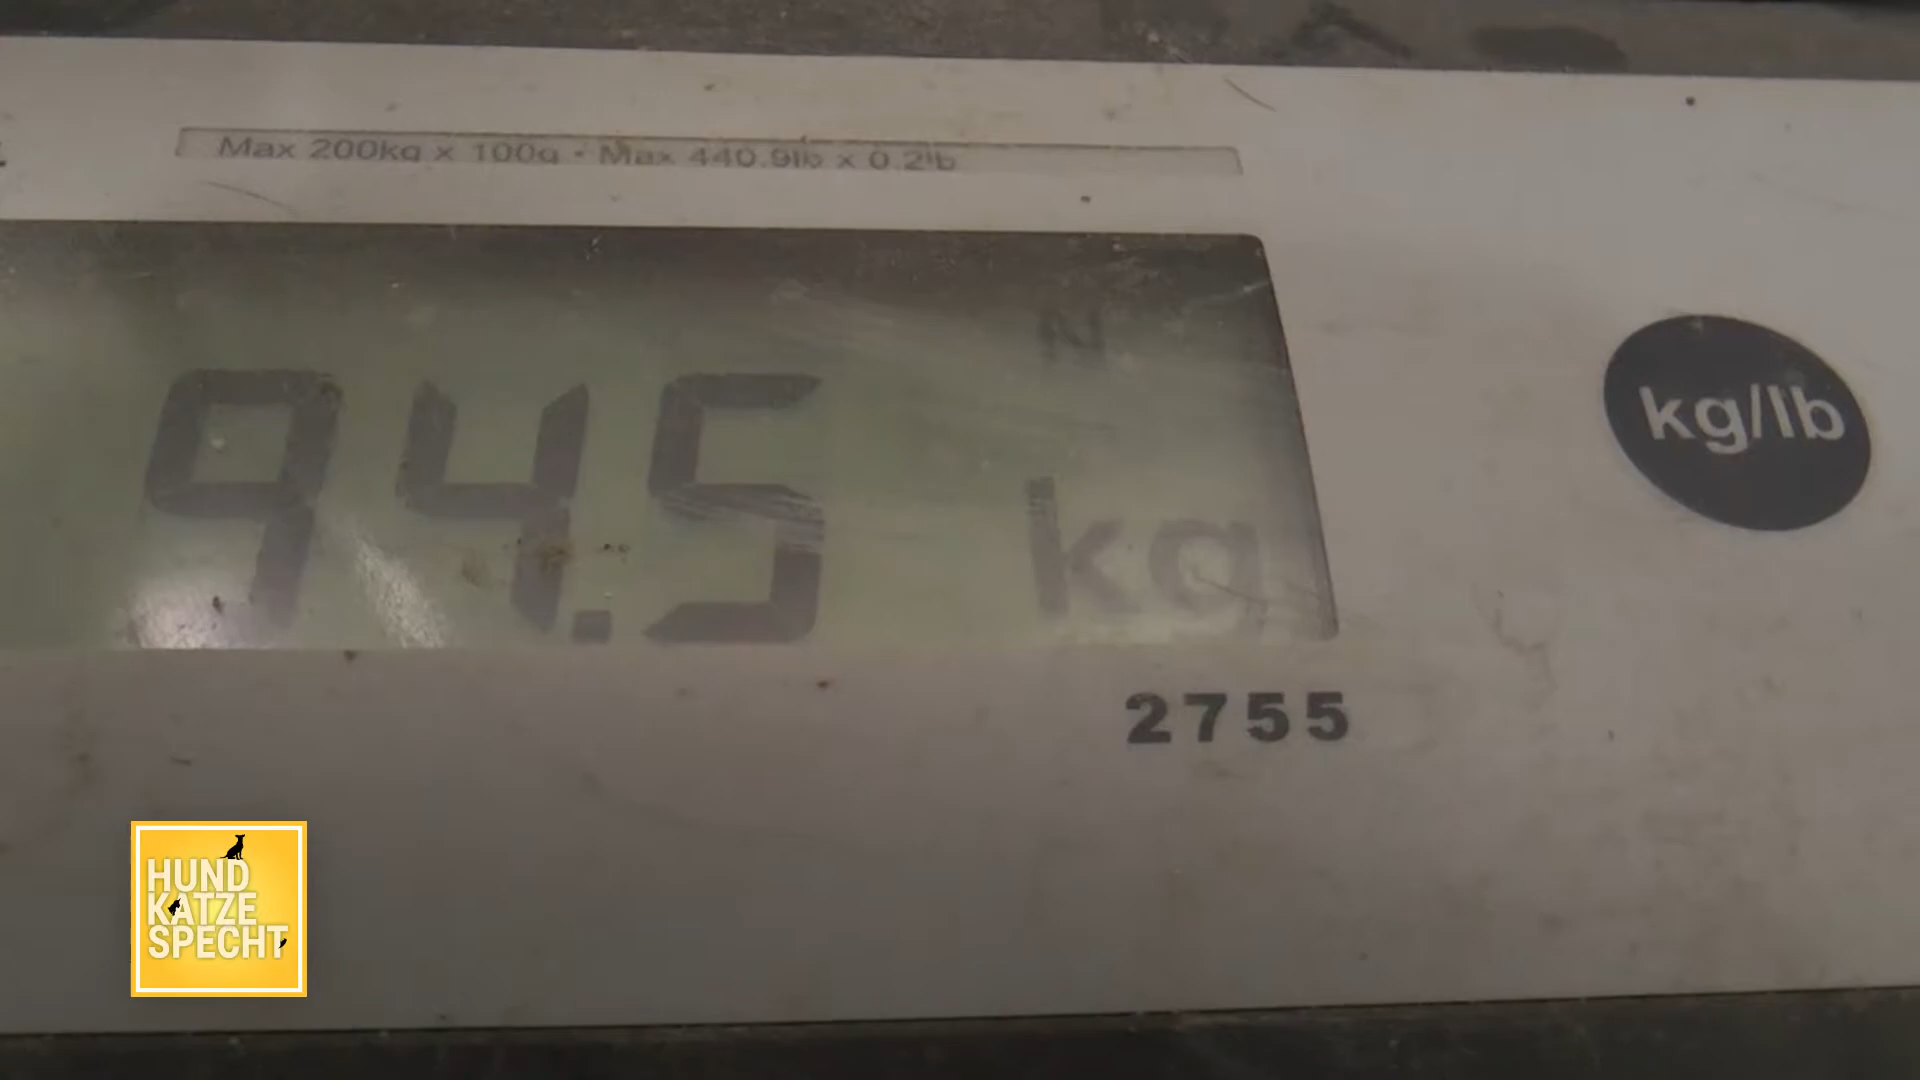 Max 200kg x 100g - Max 440.9lb x 0.2lb
N
94.5 kg
kg/lb
2755
HUND
KATZE
SPECHT